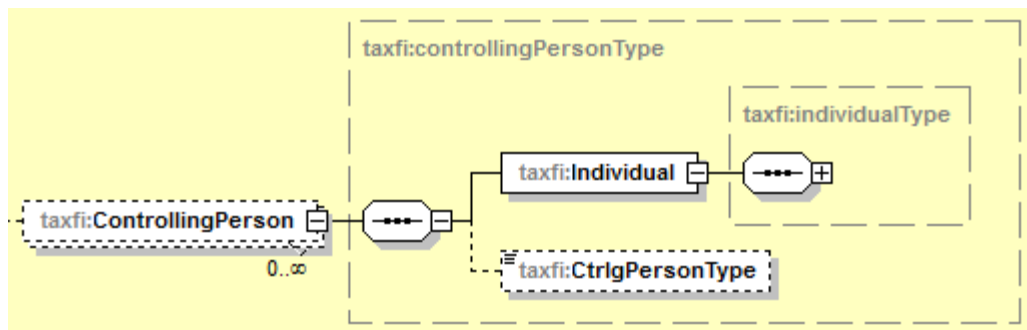 taxfi:controllingPersonType
taxfi:individualType
taxfi:Individual
taxfi:ControllingPerson
0..∞
taxfi:CtrlgPersonType